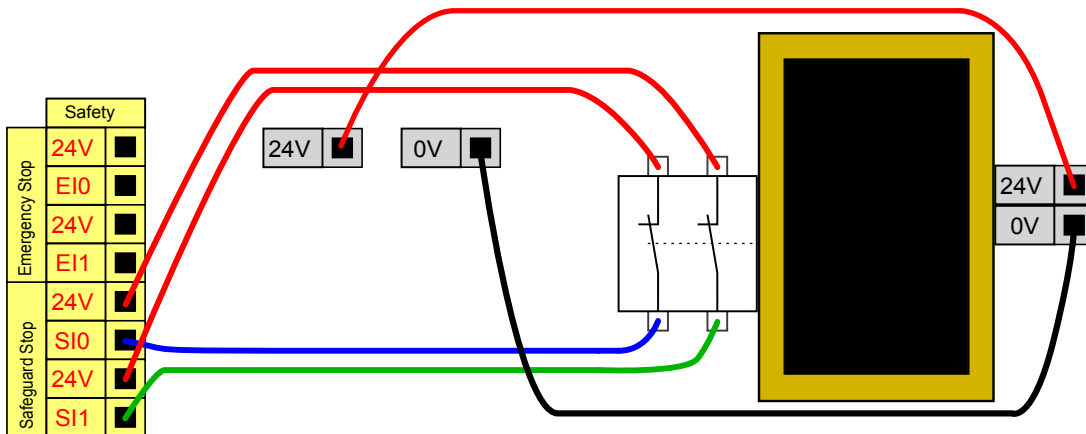 Safety
Emergency Stop
24V
EI0
24V
EI1
Safeguard Stop
24V
SI0
24V
SI1
24V
0V
24V
0V